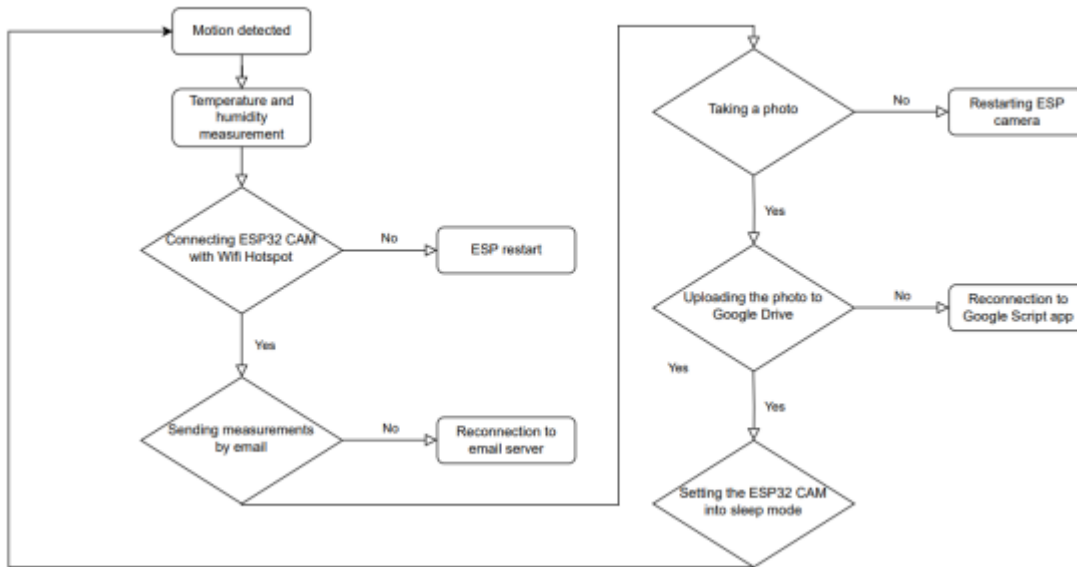 Motion detected
Temperature and
humidity
measurement
Connecting ESP32 CAM
with Wifi Hotspot
No
ESP restart
Yes
Sending measurements
by email
No
Reconnection to
email server
Taking a photo
No
Restarting ESP
camera
Yes
Uploading the photo to
Google Drive
No
Reconnection to
Google Script app
Yes
Yes
Setting the ESP32 CAM
into sleep mode